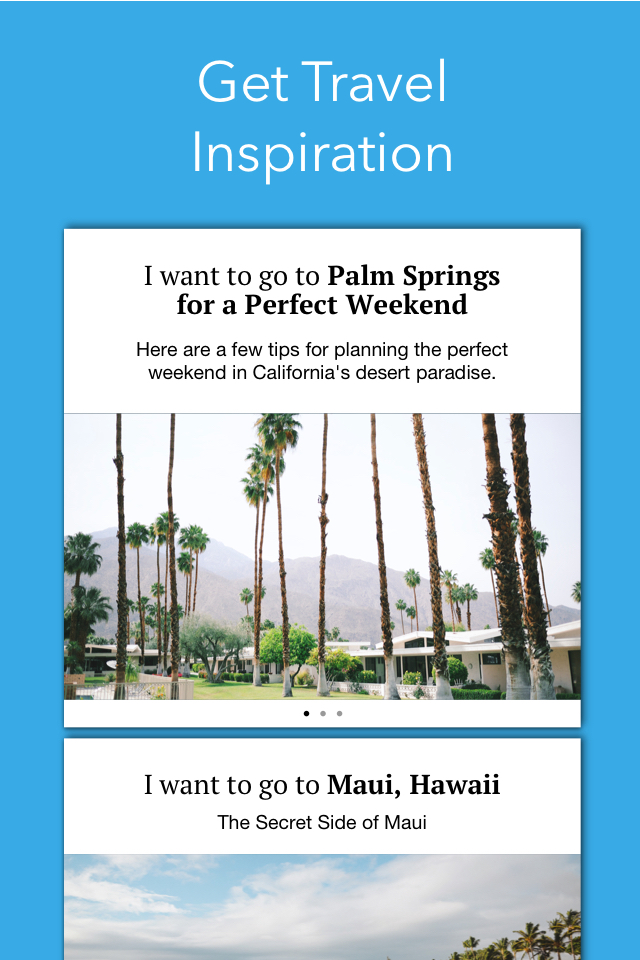 Get Travel
Inspiration
I want to go to Palm Springs
for a Perfect Weekend
Here are a few tips for planning the perfect
weekend in California's desert paradise.
I want to go to Maui, Hawaii
The Secret Side of Maui